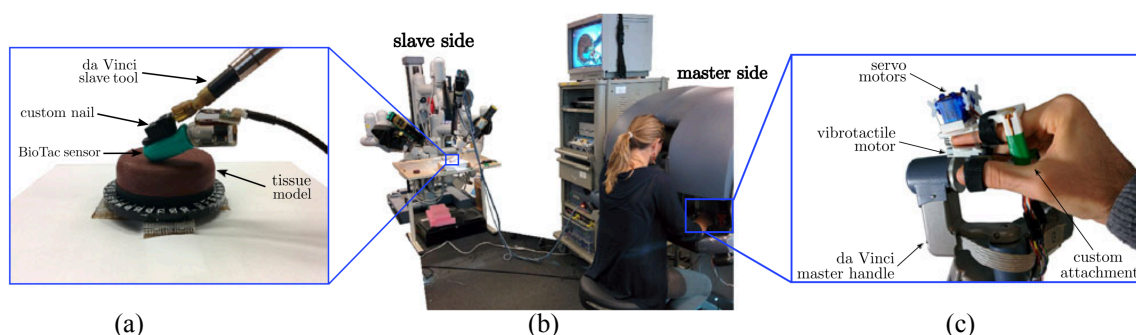 da Vinci
slave tool
custom nail
BioTac sensor
tissue
model
slave side
master side
servo
motors
vibrotactile
motor
da Vinci
master handle
custom
attachment
(a)
(b)
(c)